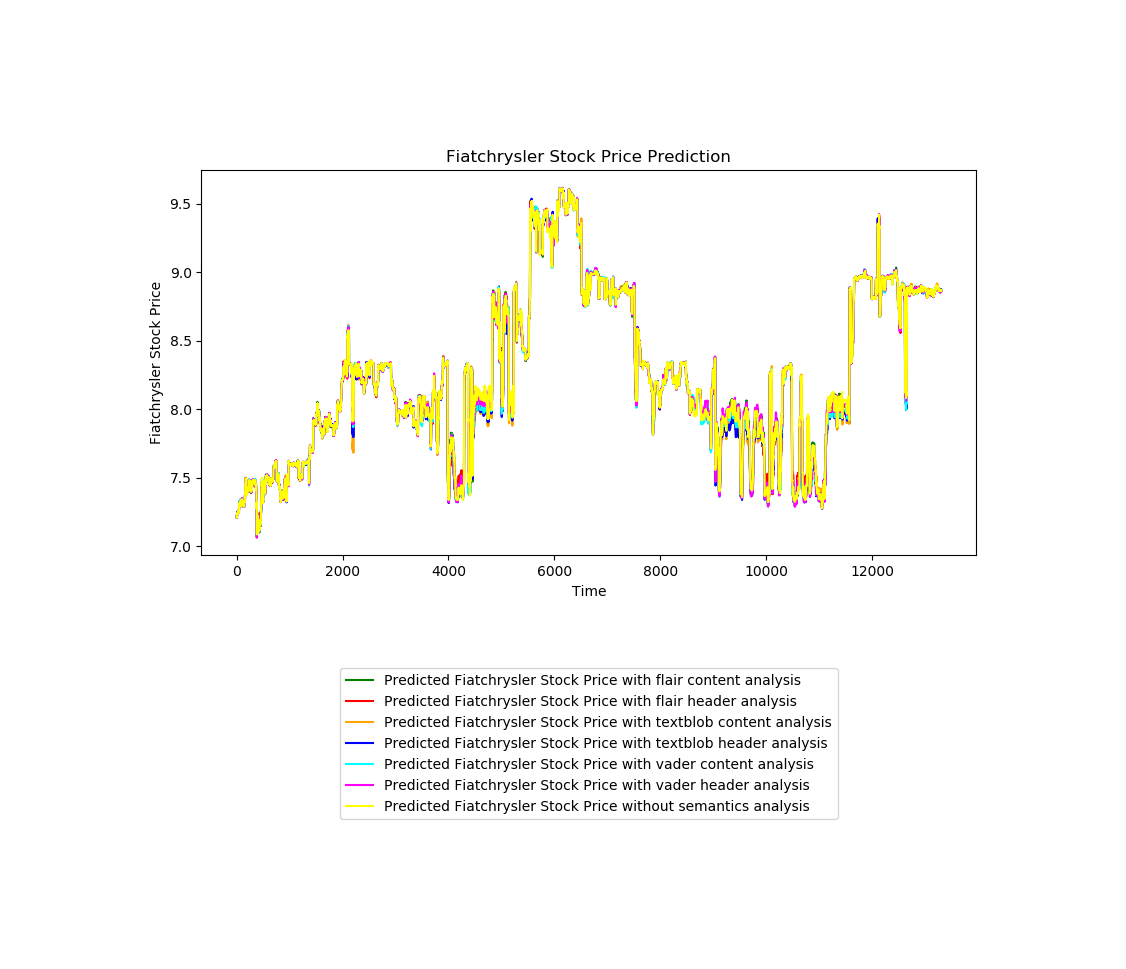 Fiatchrysler Stock Price Prediction
Fiatchrysler Stock Price
9.5
9.0
8.5
8.0
7.5
7.0
0 2000 4000 6000 8000 10000 12000
Time
Predicted Fiatchrysler Stock Price with flair content analysis
Predicted Fiatchrysler Stock Price with flair header analysis
Predicted Fiatchrysler Stock Price with textblob content analysis
Predicted Fiatchrysler Stock Price with textblob header analysis
Predicted Fiatchrysler Stock Price with vader content analysis
Predicted Fiatchrysler Stock Price with vader header analysis
Predicted Fiatchrysler Stock Price without semantics analysis